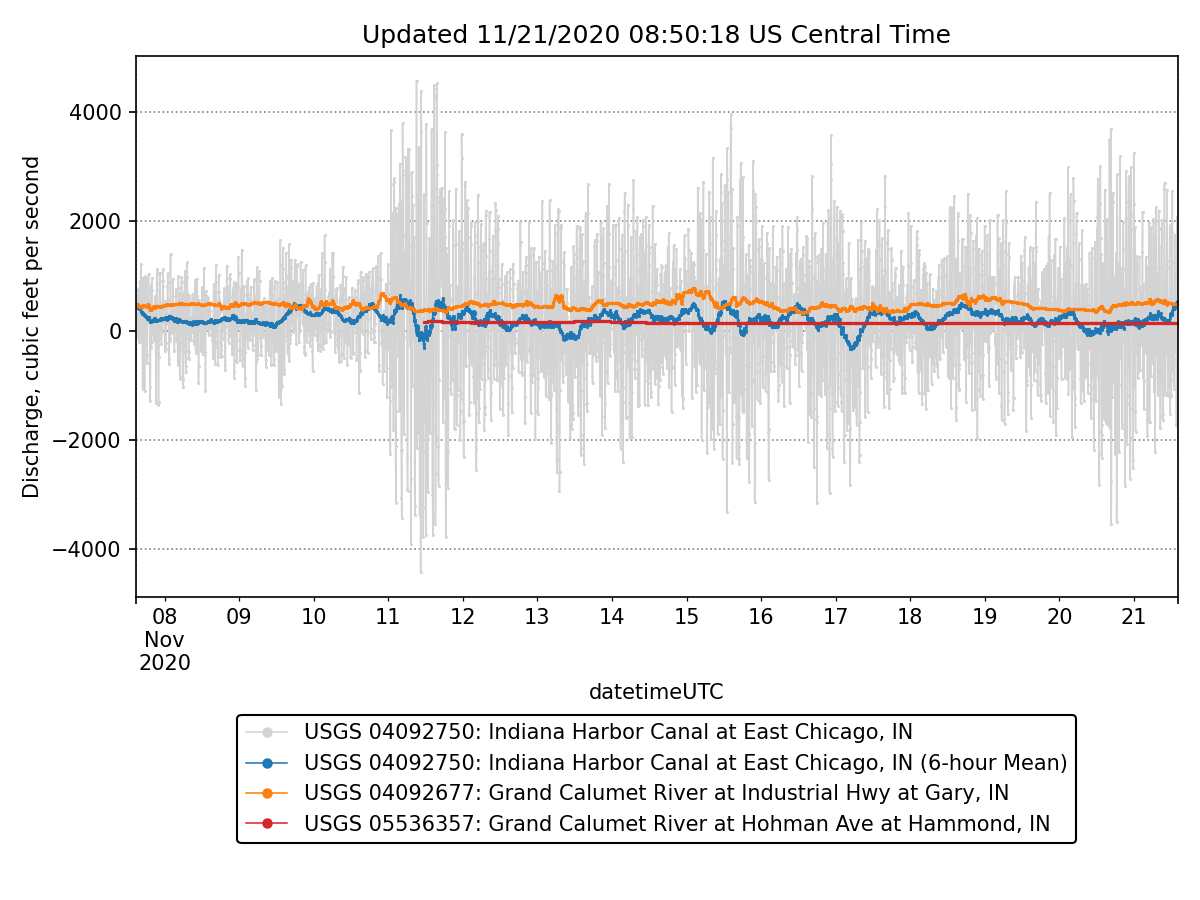 Updated 11/21/2020 08:50:18 US Central Time
Discharge, cubic feet per second
4000
2000
0
−2000
−4000
08 09 10 11 12 13 14 15 16 17 18 19 20 21
Nov
2020
datetimeUTC
USGS 04092750: Indiana Harbor Canal at East Chicago, IN
USGS 04092750: Indiana Harbor Canal at East Chicago, IN (6-hour Mean)
USGS 04092677: Grand Calumet River at Industrial Hwy at Gary, IN
USGS 05536357: Grand Calumet River at Hohman Ave at Hammond, IN